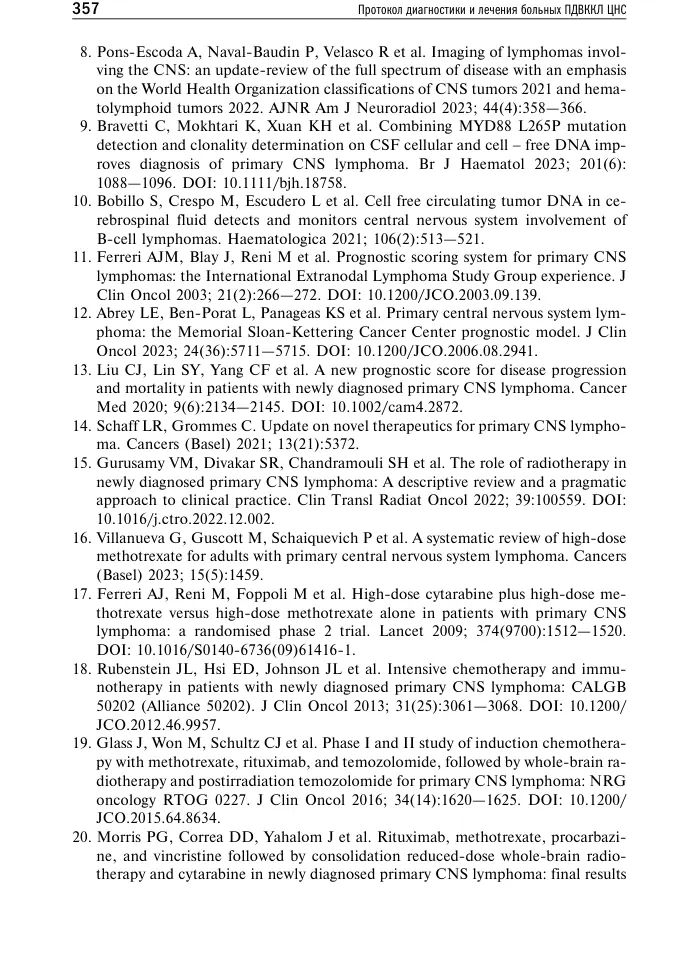 357 Протокол диагностики и лечения больных ПДВККЛ ЦНС
8. Pons-Escoda A, Naval-Baudin P, Velasco R et al. Imaging of lymphomas invol-
ving the CNS: an update-review of the full spectrum of disease with an emphasis
on the World Health Organization classifications of CNS tumors 2021 and hema-
tolymphoid tumors 2022. AJNR Am J Neuroradiol 2023; 44(4):358—366.
9. Bravetti C, Mokhtari K, Xuan KH et al. Combining MYD88 L265P mutation
detection and clonality determination on CSF cellular and cell – free DNA imp-
roves diagnosis of primary CNS lymphoma. Br J Haematol 2023; 201(6):
1088—1096. DOI: 10.1111/bjh.18758.
10. Bobillo S, Crespo M, Escudero L et al. Cell free circulating tumor DNA in ce-
rebrospinal fluid detects and monitors central nervous system involvement of
B-cell lymphomas. Haematologica 2021; 106(2):513—521.
11. Ferreri AJM, Blay J, Reni M et al. Prognostic scoring system for primary CNS
lymphomas: the International Extranodal Lymphoma Study Group experience. J
Clin Oncol 2003; 21(2):266—272. DOI: 10.1200/JCO.2003.09.139.
12. Abrey LE, Ben-Porat L, Panageas KS et al. Primary central nervous system lym-
phoma: the Memorial Sloan-Kettering Cancer Center prognostic model. J Clin
Oncol 2023; 24(36):5711—5715. DOI: 10.1200/JCO.2006.08.2941.
13. Liu CJ, Lin SY, Yang CF et al. A new prognostic score for disease progression
and mortality in patients with newly diagnosed primary CNS lymphoma. Cancer
Med 2020; 9(6):2134—2145. DOI: 10.1002/cam4.2872.
14. Schaff LR, Grommes C. Update on novel therapeutics for primary CNS lympho-
ma. Cancers (Basel) 2021; 13(21):5372.
15. Gurusamy VM, Divakar SR, Chandramouli SH et al. The role of radiotherapy in
newly diagnosed primary CNS lymphoma: A descriptive review and a pragmatic
approach to clinical practice. Clin Transl Radiat Oncol 2022; 39:100559. DOI:
10.1016/j.ctro.2022.12.002.
16. Villanueva G, Guscott M, Schaiquevich P et al. A systematic review of high-dose
methotrexate for adults with primary central nervous system lymphoma. Cancers
(Basel) 2023; 15(5):1459.
17. Ferreri AJ, Reni M, Foppoli M et al. High-dose cytarabine plus high-dose me-
thotrexate versus high-dose methotrexate alone in patients with primary CNS
lymphoma: a randomised phase 2 trial. Lancet 2009; 374(9700):1512—1520.
DOI: 10.1016/S0140-6736(09)61416-1.
18. Rubenstein JL, Hsi ED, Johnson JL et al. Intensive chemotherapy and immu-
notherapy in patients with newly diagnosed primary CNS lymphoma: CALGB
50202 (Alliance 50202). J Clin Oncol 2013; 31(25):3061—3068. DOI: 10.1200/
JCO.2012.46.9957.
19. Glass J, Won M, Schultz CJ et al. Phase I and II study of induction chemothera-
py with methotrexate, rituximab, and temozolomide, followed by whole-brain ra-
diotherapy and postirradiation temozolomide for primary CNS lymphoma: NRG
oncology RTOG 0227. J Clin Oncol 2016; 34(14):1620—1625. DOI: 10.1200/
JCO.2015.64.8634.
20. Morris PG, Correa DD, Yahalom J et al. Rituximab, methotrexate, procarbazi-
ne, and vincristine followed by consolidation reduced-dose whole-brain radio-
therapy and cytarabine in newly diagnosed primary CNS lymphoma: final results